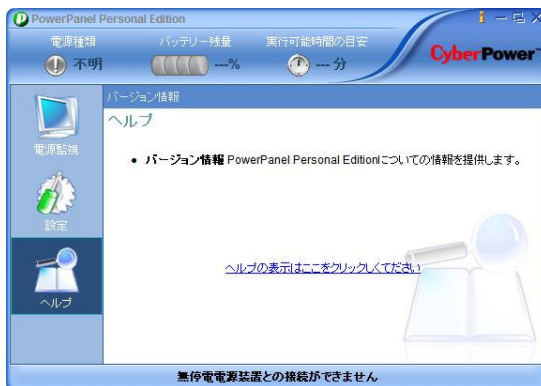 PowerPanel Personal Edition
電源種類 バッテリー残量 実行可能時間の目安
不明 ---% --- 分
CyberPower
バージョン情報
ヘルプ
電源監視
• バージョン情報 PowerPanel Personal Editionについての情報を提供します。
設定
ヘルプの表示はここをクリックしてください
ヘルプ
無停電電源装置との接続ができません